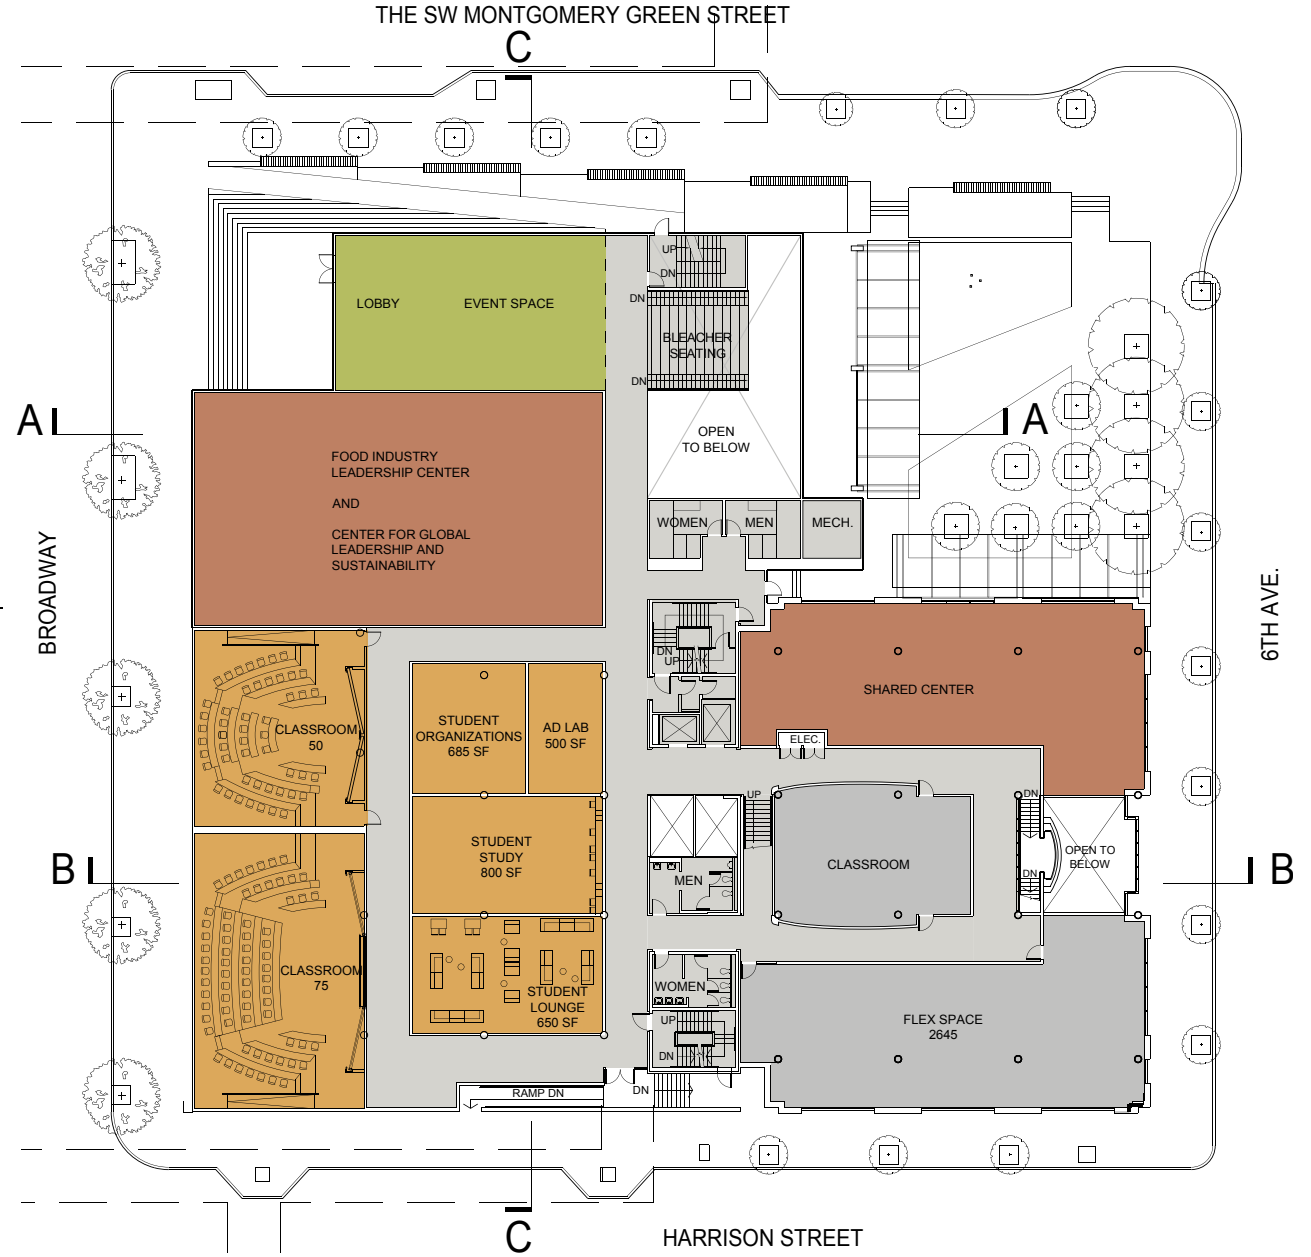 THE SW MONTGOMERY GREEN STREET
C
UP
DN
DN
LOBBY
EVENT SPACE
BLEACHER
SEATING
DN
A
A
OPEN
TO BELOW
FOOD INDUSTRY
LEADERSHIP CENTER
AND
CENTER FOR GLOBAL
LEADERSHIP AND
SUSTAINABILITY
WOMEN
MEN
MECH.
BROADWAY
6TH AVE.
DN
UP
SHARED CENTER
CLASSROOM
50
STUDENT
ORGANIZATIONS
685 SF
AD LAB
500 SF
ELEC.
UP
DN
STUDENT
STUDY
800 SF
CLASSROOM
OPEN TO
BELOW
DN
B
B
MEN
CLASSROOM
75
STUDENT
LOUNGE
650 SF
WOMEN
UP
DN
FLEX SPACE
2645
RAMP DN
DN
C
HARRISON STREET